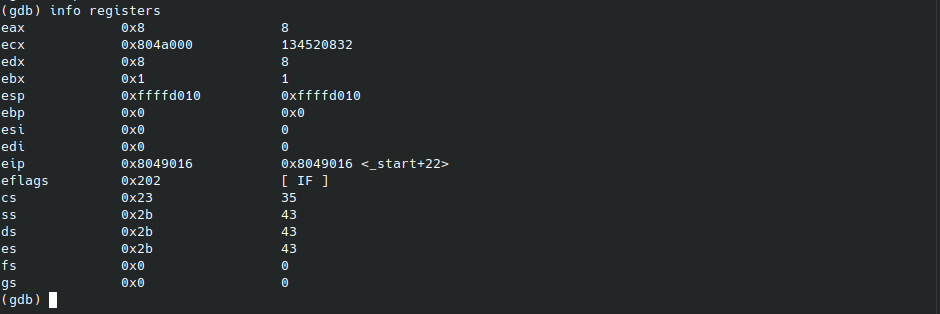 (gdb) info registers
eax 0x8 8
ecx 0x804a000 134520832
edx 0x8 8
ebx 0x1 1
esp 0xffffd010 0xffffd010
ebp 0x0 0x0
esi 0x0 0
edi 0x0 0
eip 0x8049016 0x8049016 <_start+22>
eflags 0x202 [ IF ]
cs 0x23 35
ss 0x2b 43
ds 0x2b 43
es 0x2b 43
fs 0x0 0
gs 0x0 0
(gdb)